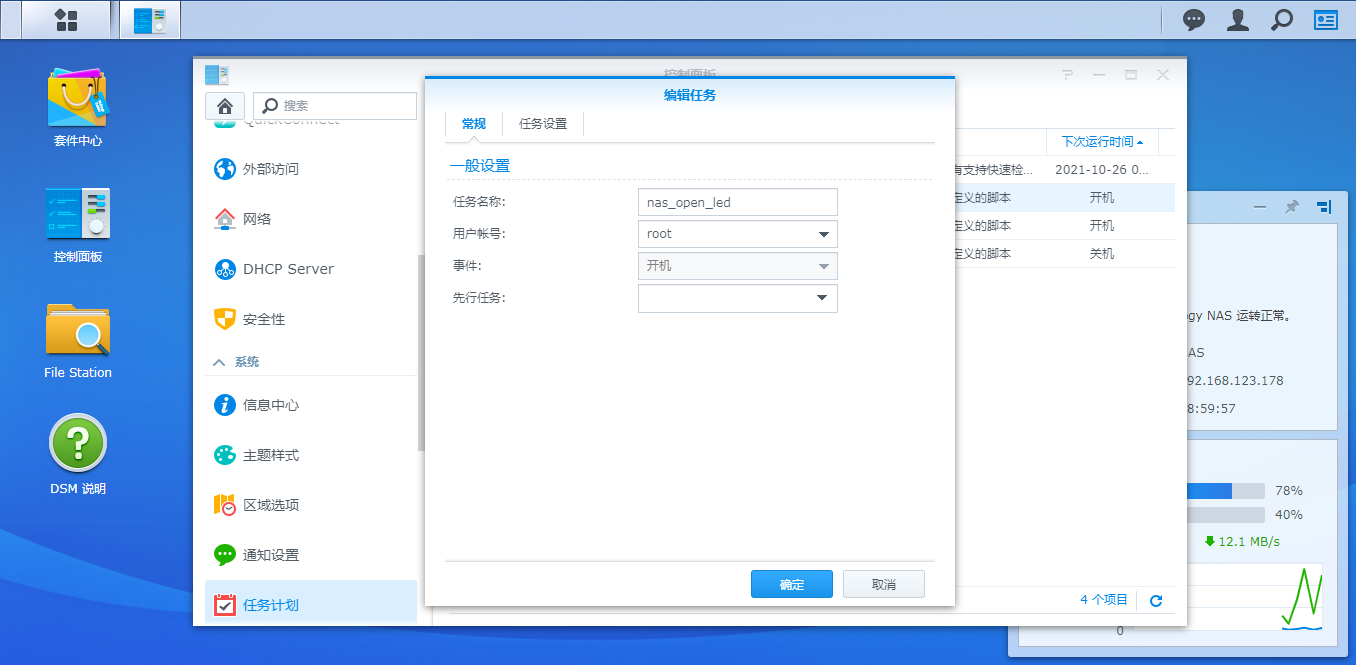 套件中心
控制面板
File Station
DSM 说明
控制面板
搜索
QuickConnect
外部访问
网络
DHCP Server
安全性
系统
信息中心
主题样式
区域选项
通知设置
任务计划
编辑任务
常规
任务设置
一般设置
任务名称:
nas_open_led
用户帐号:
root
事件:
开机
先行任务:
确定
取消
下次运行时间
有支持快速检... 2021-10-26 0...
定义的脚本 开机
定义的脚本 开机
定义的脚本 关机
4 个项目
ogy NAS 运转正常。
AS
92.168.123.178
8:59:57
78%
40%
12.1 MB/s
0